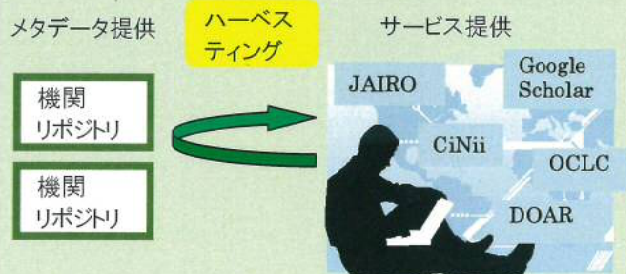 メタデータ提供
ハーベス
ティング
サービス提供
機関
リポジトリ
機関
リポジトリ
JAIRO
Google
Scholar
CiNii
OCLC
DOAR